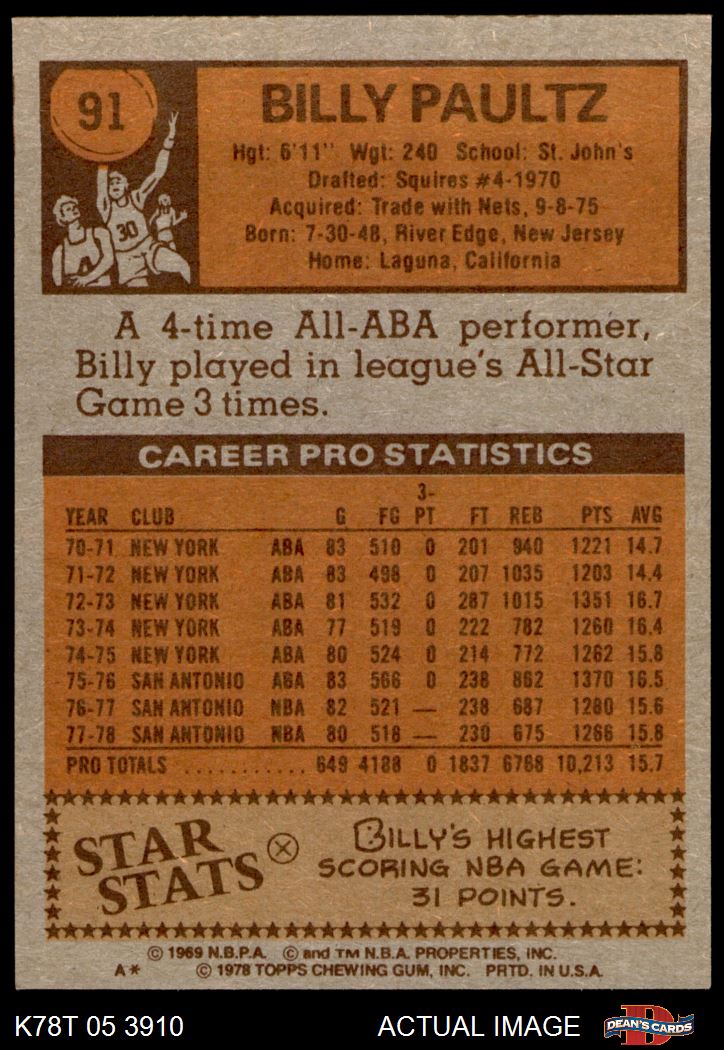 91
30
BILLY PAULTZ
Hgt: 6'11" Wgt: 240 School: St. John's
Drafted: Squires #4-1970
Acquired: Trade with Nets, 9-8-75
Born: 7-30-48, River Edge, New Jersey
Home: Laguna, California
A 4-time All-ABA performer,
Billy played in league's All-Star
Game 3 times.
CAREER PRO STATISTICS
YEAR CLUB G FG 3-PT FT REB PTS AVG
70-71 NEW YORK ABA 83 510 0 201 940 1221 14.7
71-72 NEW YORK ABA 83 498 0 207 1035 1203 14.4
72-73 NEW YORK ABA 81 532 0 287 1015 1351 16.7
73-74 NEW YORK ABA 77 519 0 222 782 1260 16.4
74-75 NEW YORK ABA 80 524 0 214 772 1262 15.8
75-76 SAN ANTONIO ABA 83 566 0 238 862 1370 16.5
76-77 SAN ANTONIO NBA 82 521 — 238 687 1280 15.6
77-78 SAN ANTONIO NBA 80 518 — 230 675 1266 15.8
PRO TOTALS ............ 649 4188 0 1837 6768 10,213 15.7
STAR STATS
BILLY'S HIGHEST
SCORING NBA GAME:
31 POINTS.
© 1969 N.B.P.A. © and TM N.B.A. PROPERTIES, INC.
A* © 1978 TOPPS CHEWING GUM, INC. PRTD. IN U.S.A.
K78T 05 3910 ACTUAL IMAGE D DEAN'S CARDS